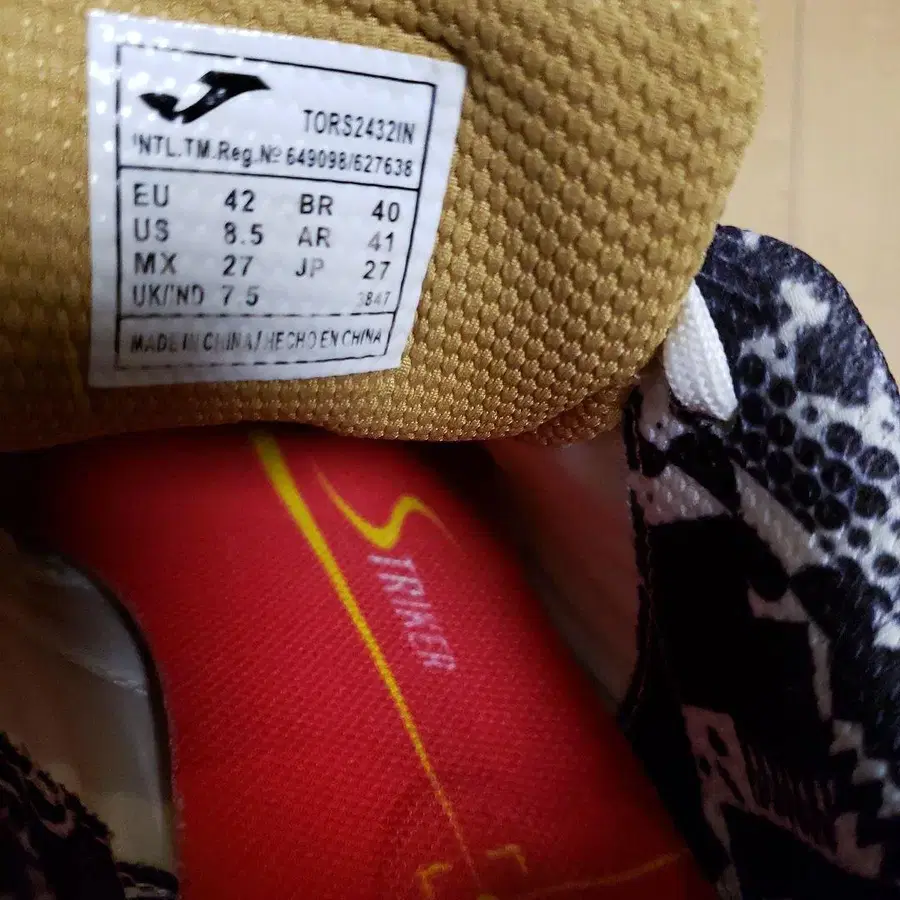 TORS2432IN
'NTL.TM.Reg.Nº 649098/627638
EU 42 BR 40
US 8.5 AR 41
MX 27 JP 27
UK/IND 7.5 3847
MADE IN CHINA/HECHO EN CHINA
STRIKER